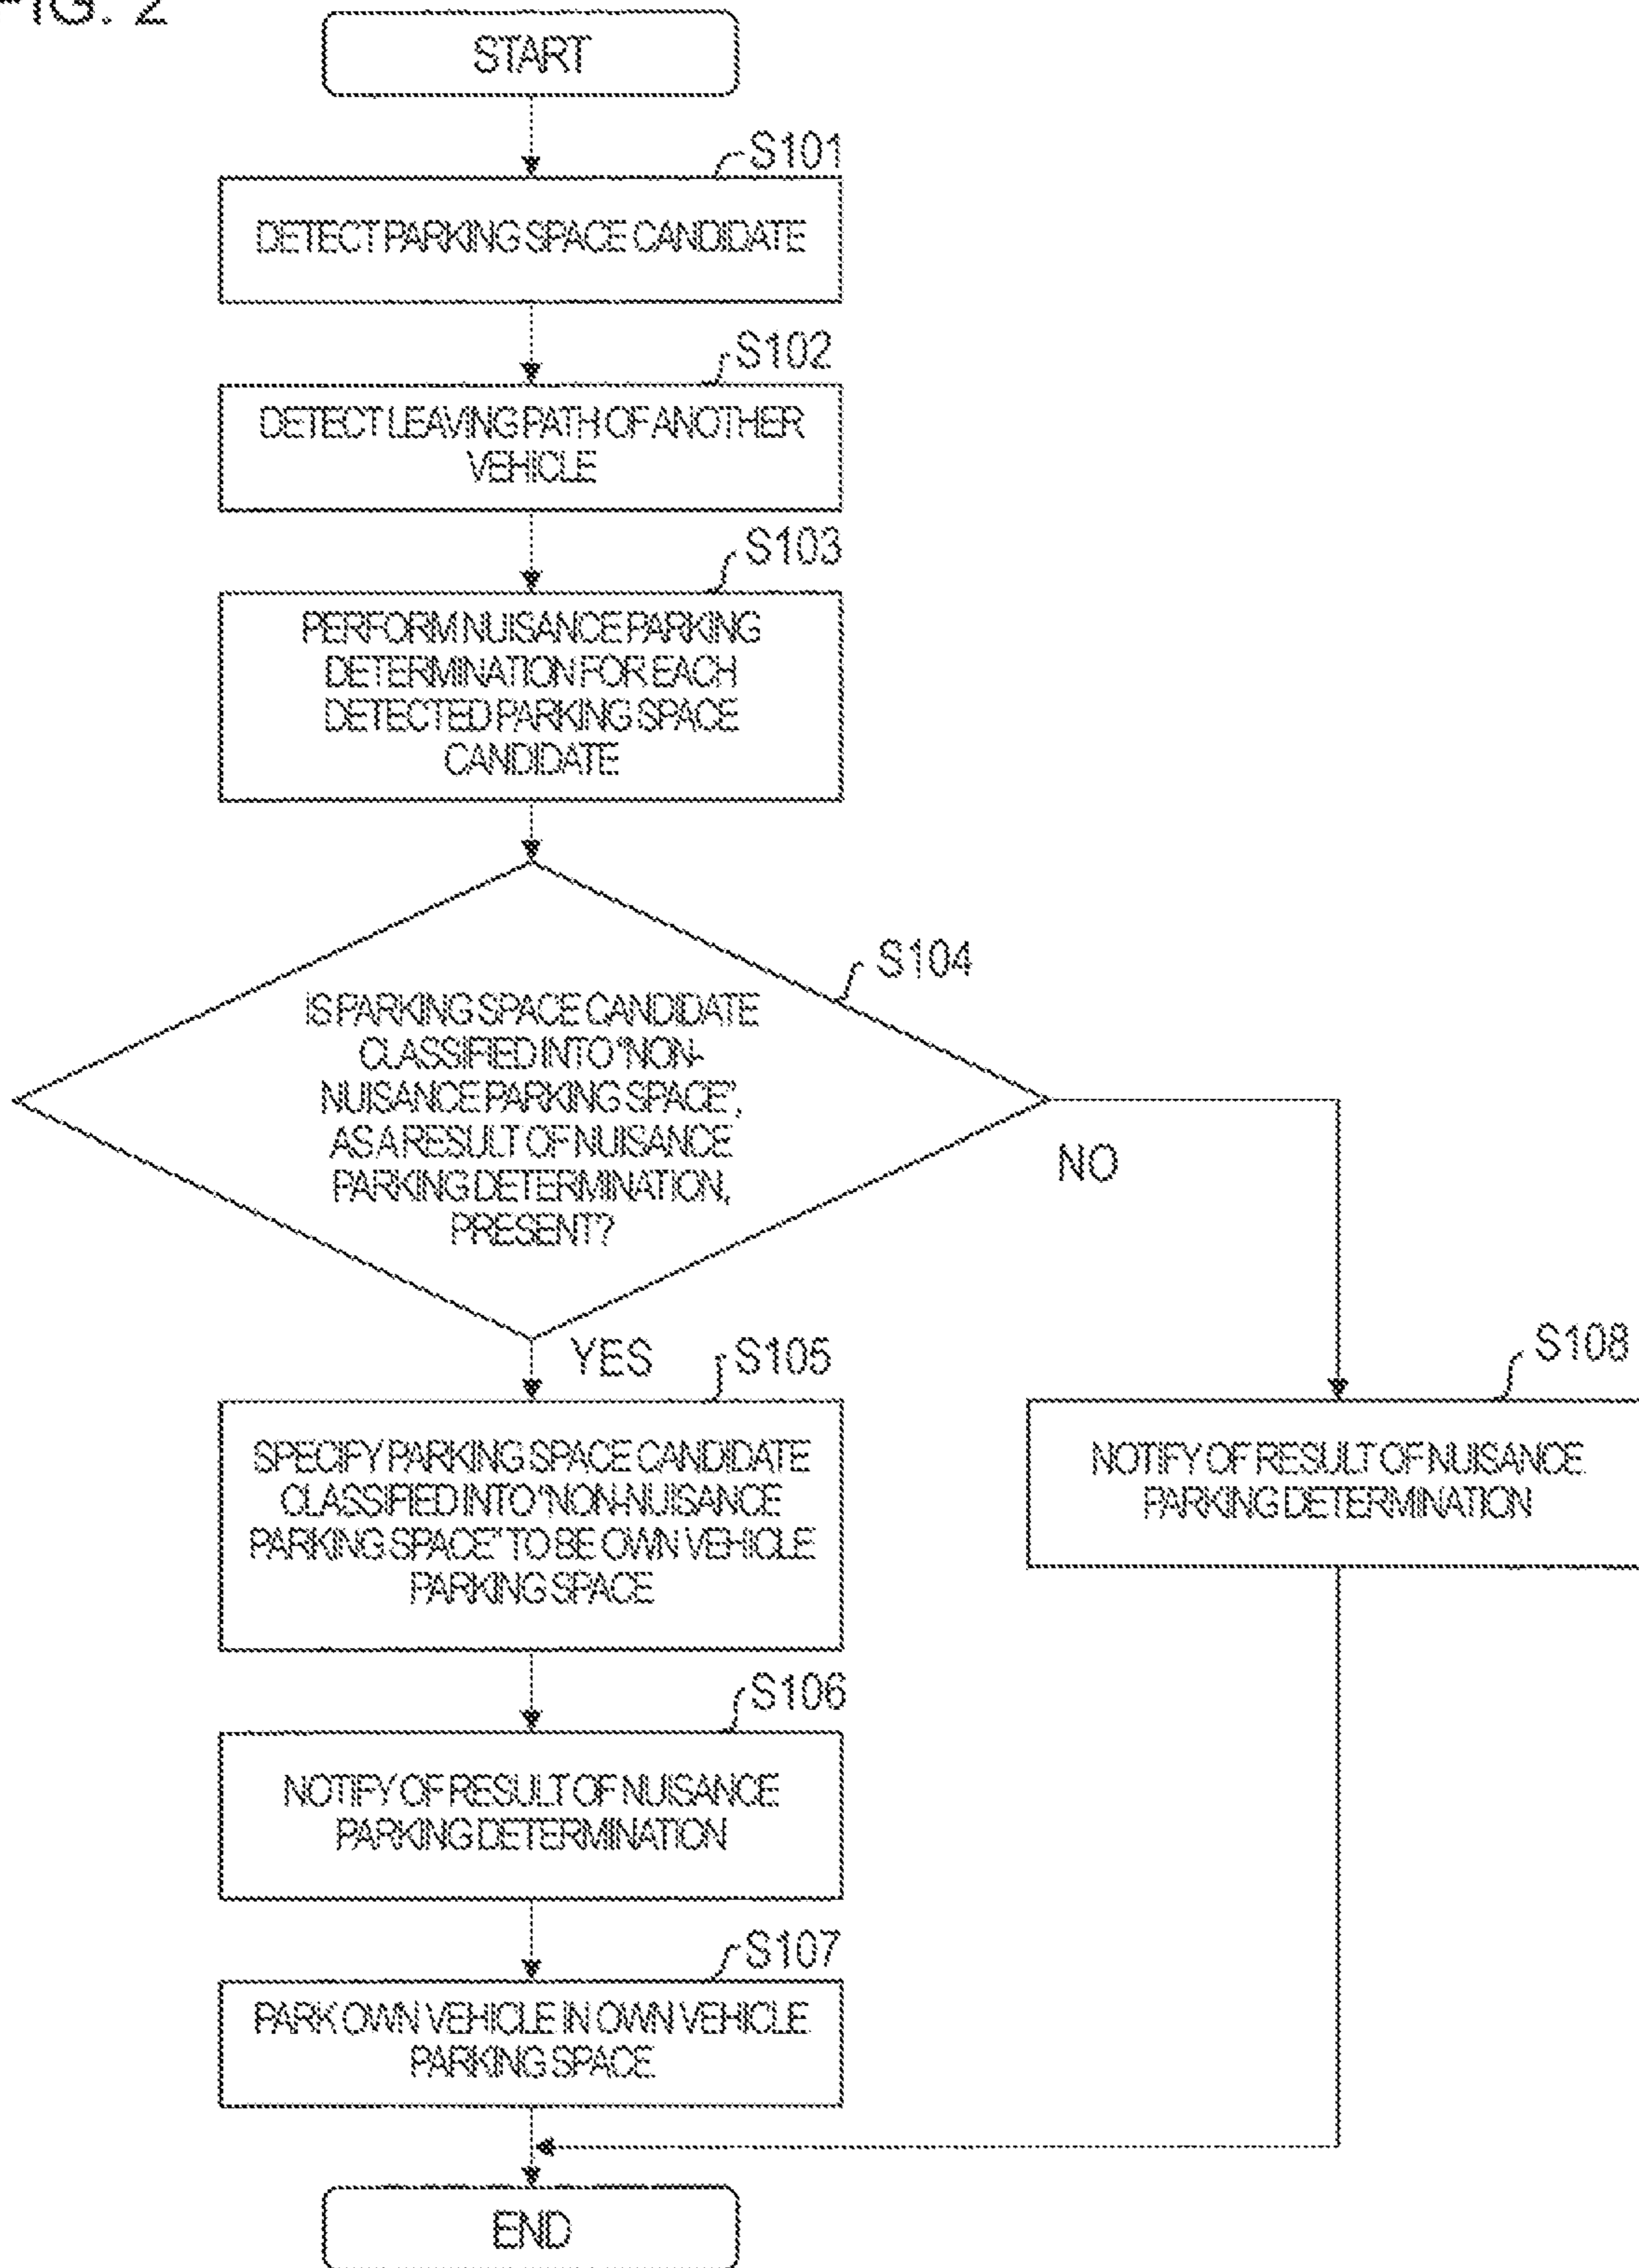 FIG. 2
START
S101
DETECT PARKING SPACE CANDIDATE
S102
DETECT LEAVING PATH OF ANOTHER
VEHICLE
S103
PERFORM NUISANCE PARKING
DETERMINATION FOR EACH
DETECTED PARKING SPACE
CANDIDATE
S104
IS PARKING SPACE CANDIDATE
CLASSIFIED INTO "NON-
NUISANCE PARKING SPACE",
AS A RESULT OF NUISANCE
PARKING DETERMINATION,
PRESENT?
NO
YES
S105
SPECIFY PARKING SPACE CANDIDATE
CLASSIFIED INTO "NON-NUISANCE
PARKING SPACE" TO BE OWN VEHICLE
PARKING SPACE
S108
NOTIFY OF RESULT OF NUISANCE
PARKING DETERMINATION
S106
NOTIFY OF RESULT OF NUISANCE
PARKING DETERMINATION
S107
PARK OWN VEHICLE IN OWN VEHICLE
PARKING SPACE
END